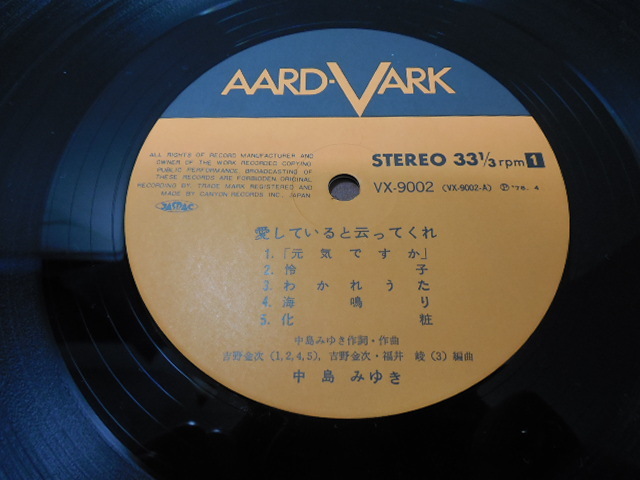 AARD-VARK
ALL RIGHTS OF RECORD MANUFACTURER AND
OWNER OF THE WORK RECORDED COPYING
PUBLIC PERFORMANCE, BROADCASTING OF
THESE RECORDS ARE FORBIDDEN ORIGINAL
RECORDING BY: TRADE MARK REGISTERED AND
MADE BY CANYON RECORDS INC., JAPAN.
JASRAC
STEREO 33 1/3 rpm 1
VX-9002 (VX-9002-A) Ⓟ '78. 4
愛していると云ってくれ
1.「元気ですか」
2. 怜子
3. わかれうた
4. 海鳴り
5. 化粧
中島みゆき作詞・作曲
吉野金次 (1,2,4,5), 吉野金次・福井 峻 (3) 編曲
中島みゆき